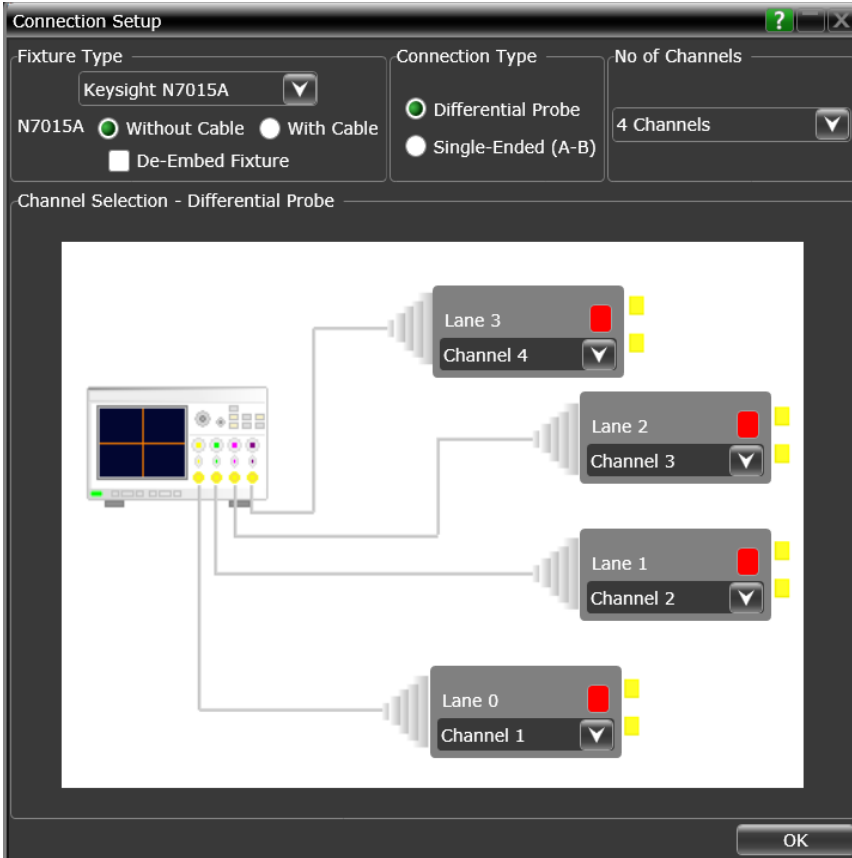 Connection Setup
?
X
Fixture Type
Keysight N7015A
N7015A Without Cable With Cable
De-Embed Fixture
Connection Type
Differential Probe
Single-Ended (A-B)
No of Channels
4 Channels
Channel Selection - Differential Probe
Lane 3
Channel 4
Lane 2
Channel 3
Lane 1
Channel 2
Lane 0
Channel 1
OK